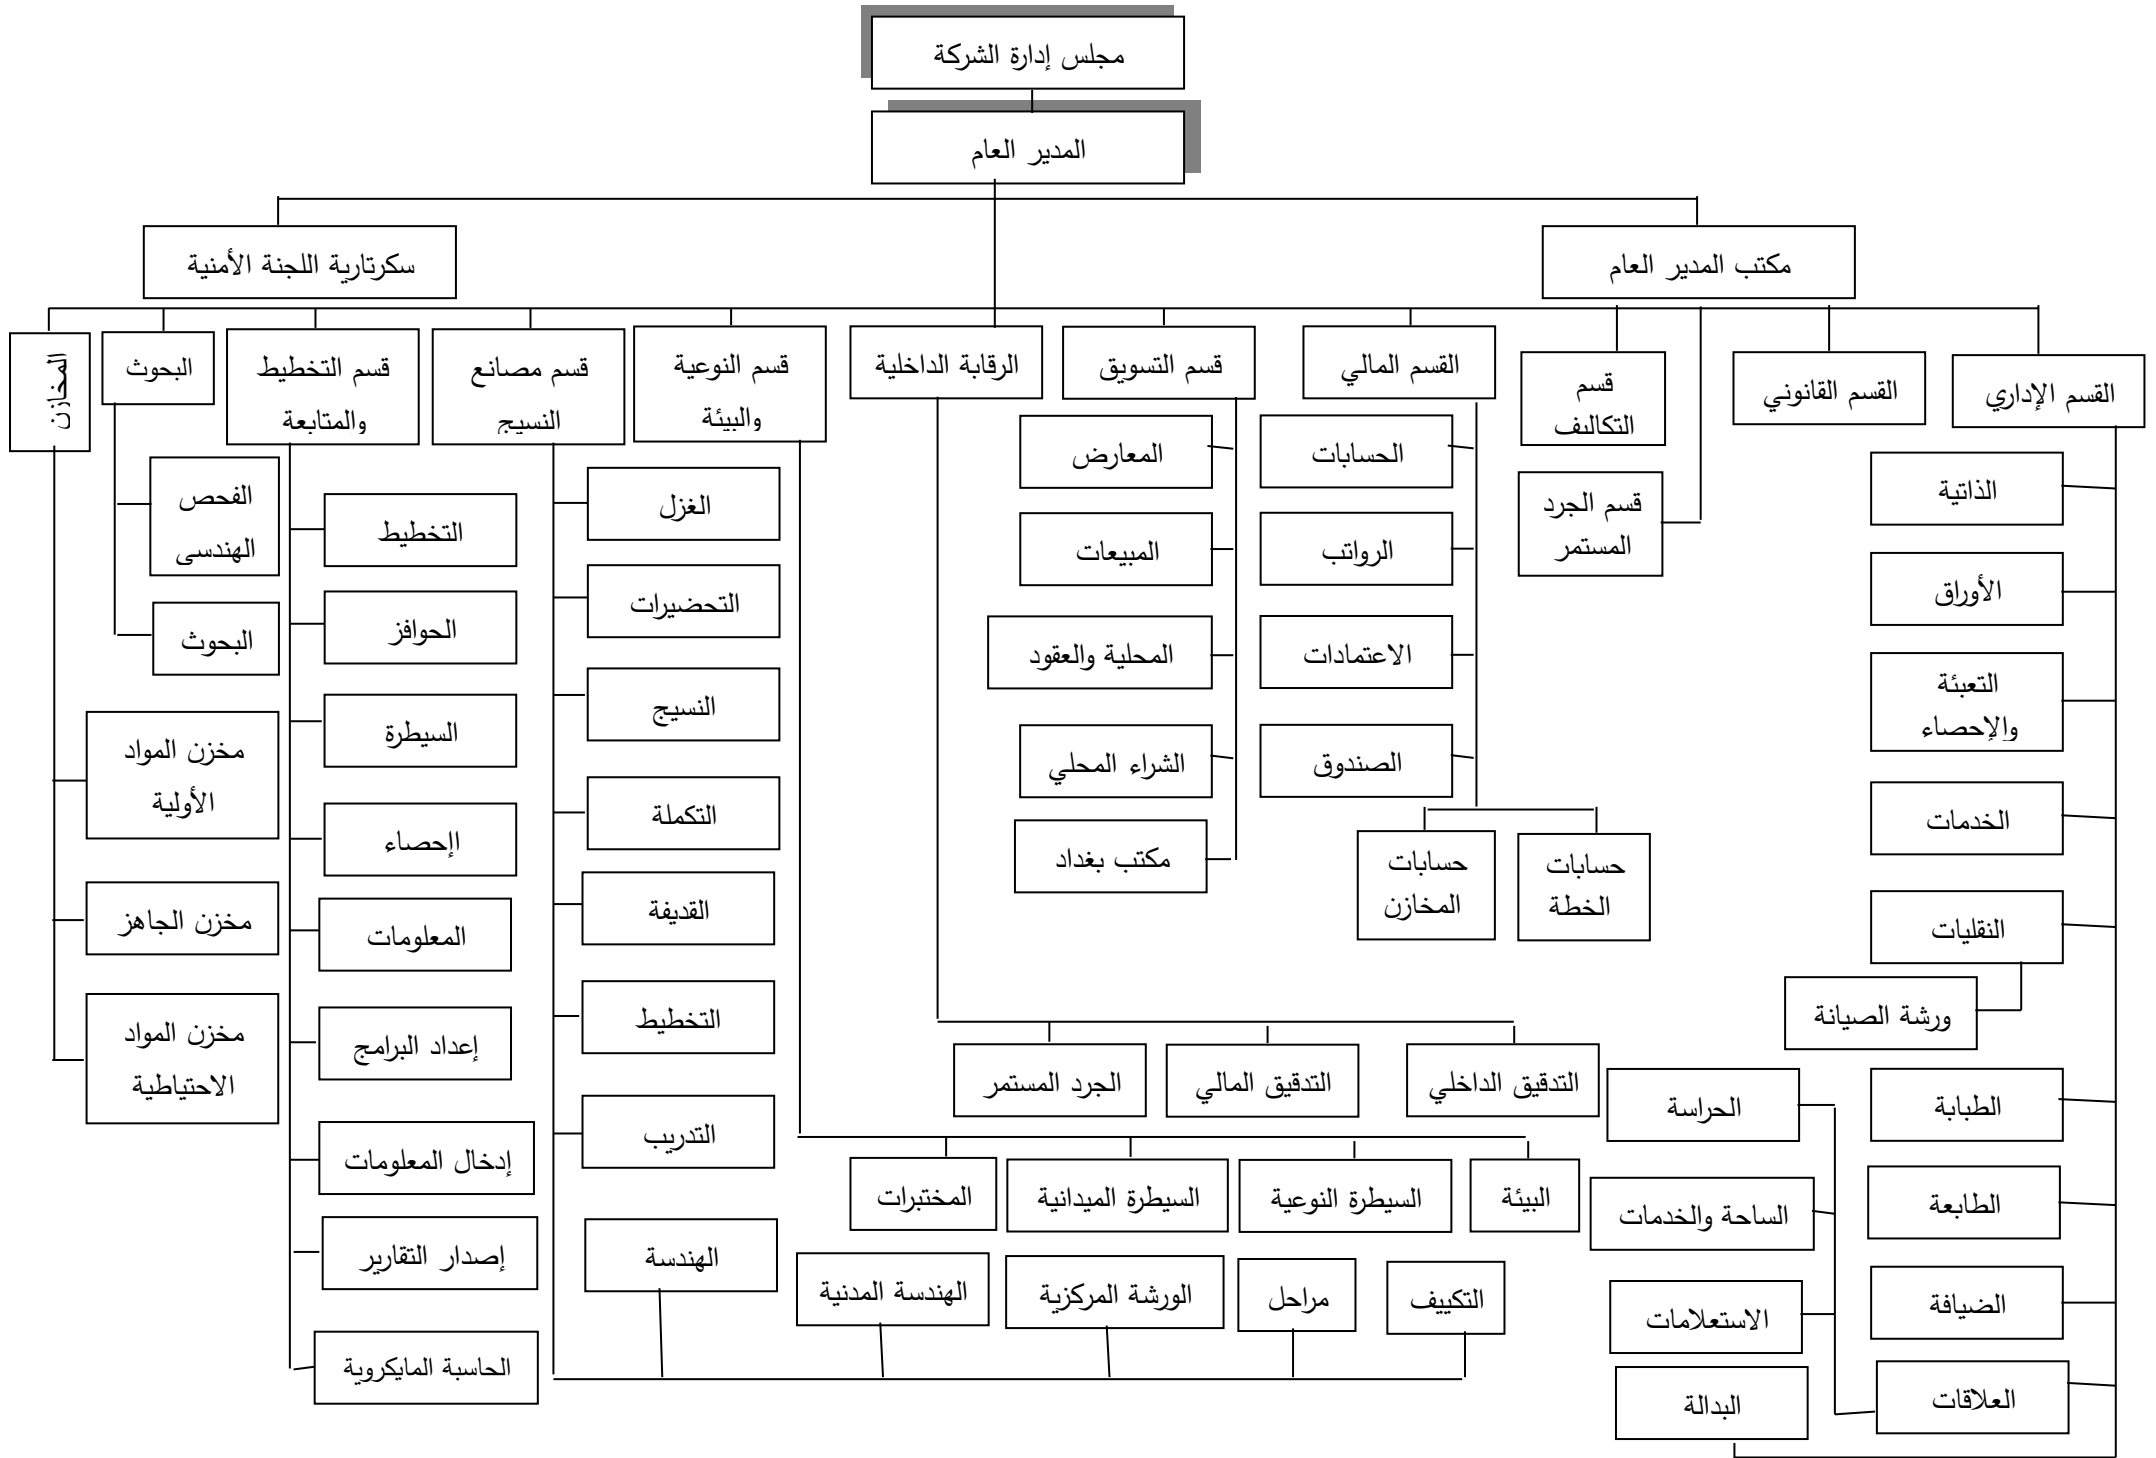 مجلس إدارة الشركة
المدير العام
مكتب المدير العام
سكرتارية اللجنة الأمنية
القسم الإداري
القسم القانوني
قسم
التكاليف
القسم المالي
قسم التسويق
الرقابة الداخلية
قسم النوعية
والبيئة
قسم مصانع
النسيج
قسم التخطيط
والمتابعة
البحوث
المخازن
قسم الجرد
المستمر
الذاتية
الأوراق
التعبئة
والإحصاء
الخدمات
النقليات
ورشة الصيانة
الطبابة
الطابعة
الضيافة
العلاقات
الحراسة
الساحة والخدمات
الاستعلامات
البدالة
الحسابات
الرواتب
الاعتمادات
الصندوق
حسابات
الخطة
حسابات
المخازن
المعارض
المبيعات
المحلية والعقود
الشراء المحلي
مكتب بغداد
التدقيق الداخلي
التدقيق المالي
الجرد المستمر
البيئة
السيطرة النوعية
السيطرة الميدانية
المختبرات
الغزل
التحضيرات
النسيج
التكملة
القديفة
التخطيط
التدريب
الهندسة
الهندسة المدنية
الورشة المركزية
مراحل
التكييف
التخطيط
الحوافز
السيطرة
اإحصاء
المعلومات
إعداد البرامج
إدخال المعلومات
إصدار التقارير
الحاسبة المايكروية
الفحص
الهندسي
البحوث
مخزن المواد
الأولية
مخزن الجاهز
مخزن المواد
الاحتياطية